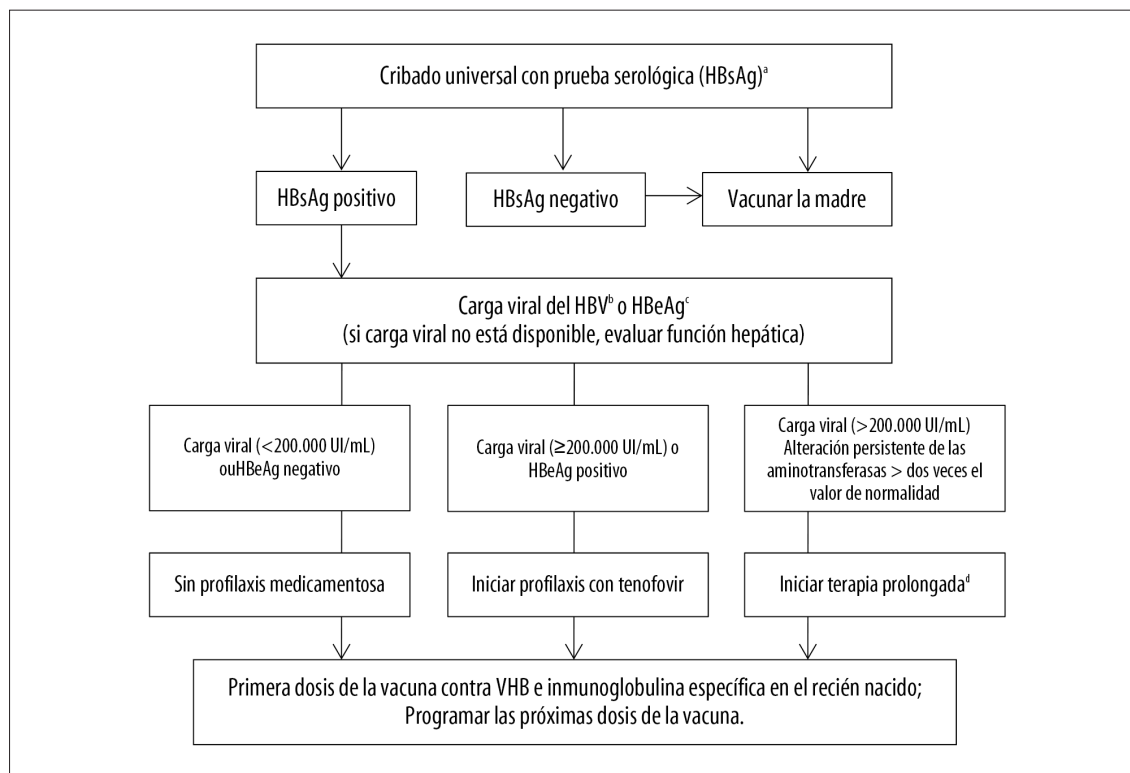 Cribado universal con prueba serológica (HBsAg)ª
HBsAg positivo
HBsAg negativo
Vacunar la madre
Carga viral del HBVᵇ o HBeAgᶜ
(si carga viral no está disponible, evaluar función hepática)
Carga viral (<200.000 UI/mL)
ouHBeAg negativo
Carga viral (≥200.000 UI/mL) o
HBeAg positivo
Carga viral (>200.000 UI/mL)
Alteración persistente de las
aminotransferasas > dos veces el
valor de normalidad
Sin profilaxis medicamentosa
Iniciar profilaxis con tenofovir
Iniciar terapia prolongadaᵈ
Primera dosis de la vacuna contra VHB e inmunoglobulina específica en el recién nacido;
Programar las próximas dosis de la vacuna.